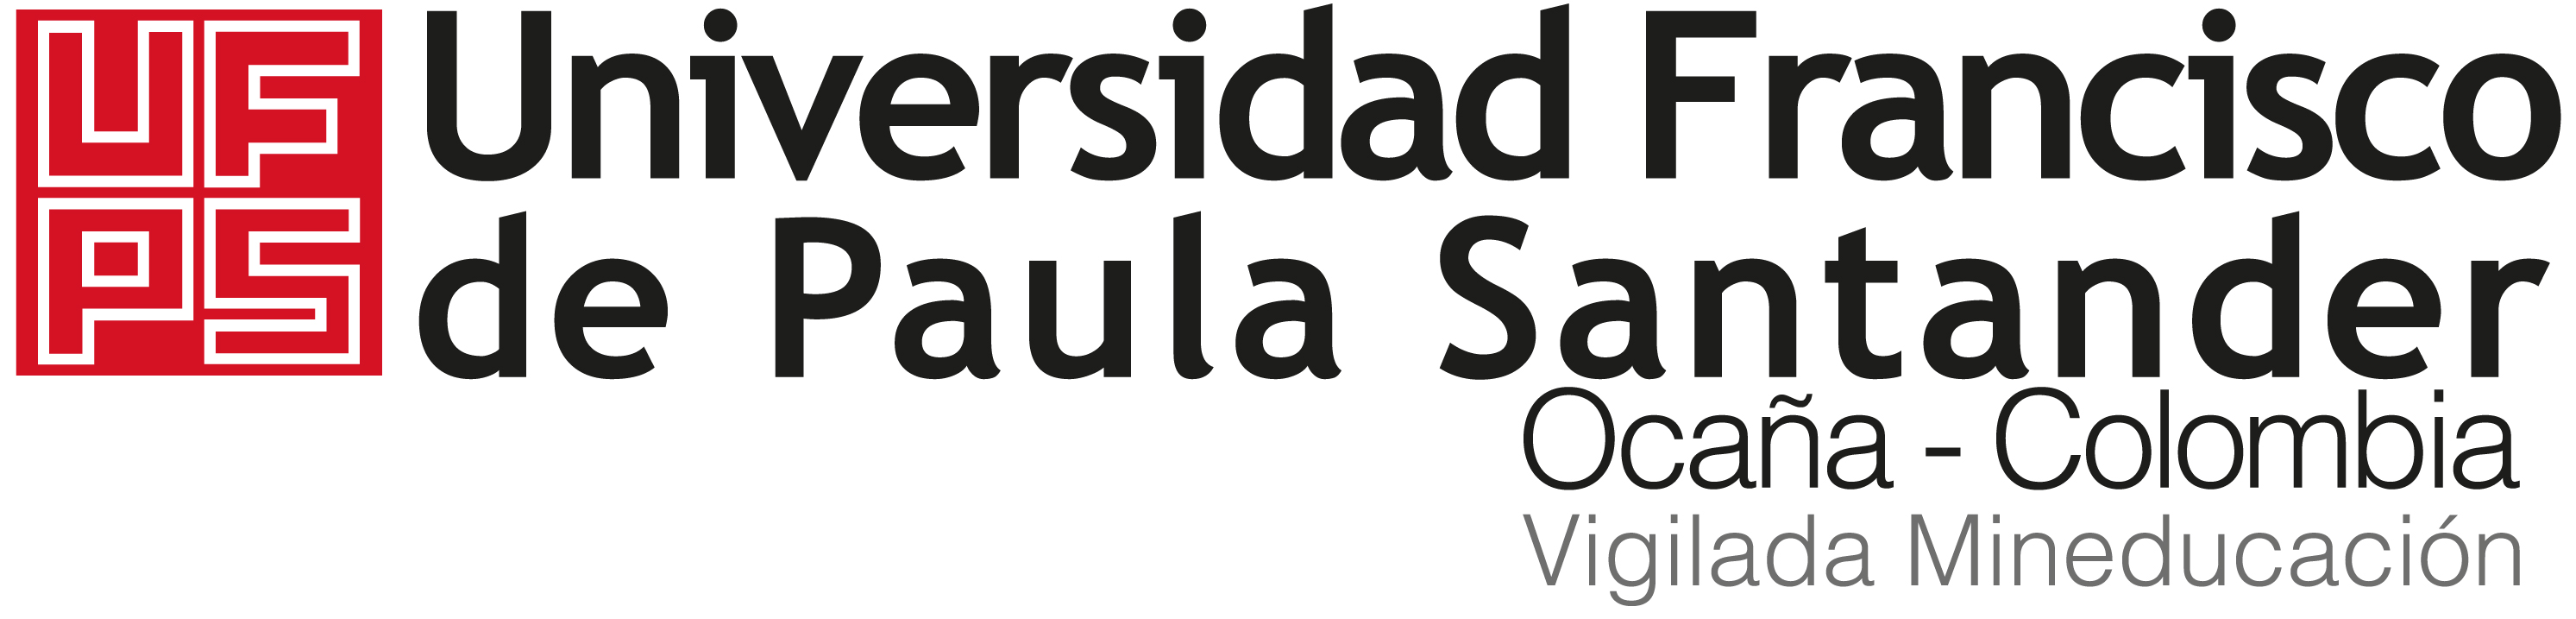 UF
PS
Universidad Francisco
de Paula Santander
Ocaña - Colombia
Vigilada Mineducación